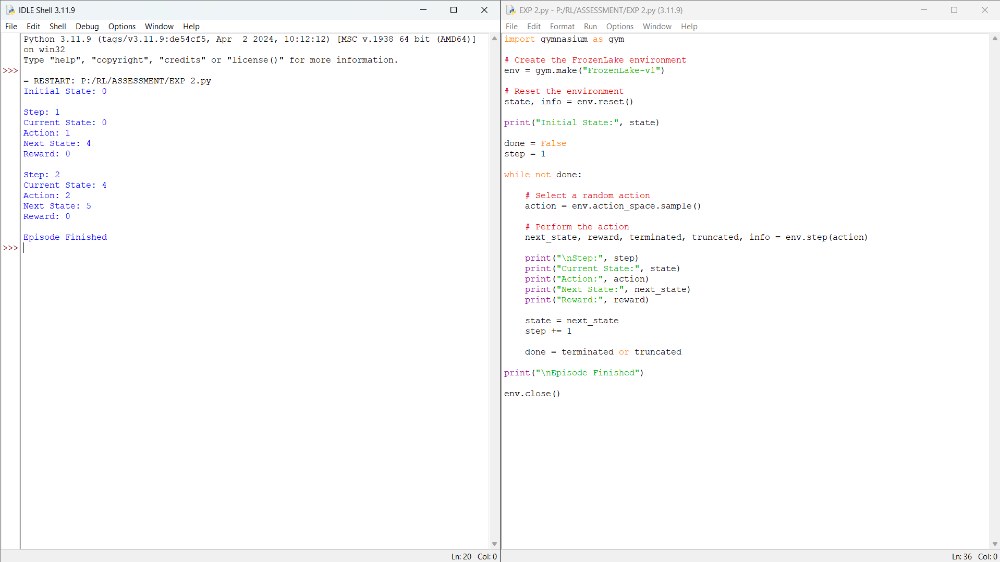 IDLE Shell 3.11.9
File Edit Shell Debug Options Window Help
Python 3.11.9 (tags/v3.11.9:de54cf5, Apr  2 2024, 10:12:12) [MSC v.1938 64 bit (AMD64)]
on win32
Type "help", "copyright", "credits" or "license()" for more information.
>>>
= RESTART: P:/RL/ASSESSMENT/EXP 2.py
Initial State: 0
Step: 1
Current State: 0
Action: 1
Next State: 4
Reward: 0
Step: 2
Current State: 4
Action: 2
Next State: 5
Reward: 0
Episode Finished
>>>
Ln: 20 Col: 0
EXP 2.py - P:/RL/ASSESSMENT/EXP 2.py (3.11.9)
File Edit Format Run Options Window Help
import gymnasium as gym
# Create the FrozenLake environment
env = gym.make("FrozenLake-v1")
# Reset the environment
state, info = env.reset()
print("Initial State:", state)
done = False
step = 1
while not done:
    # Select a random action
    action = env.action_space.sample()
    # Perform the action
    next_state, reward, terminated, truncated, info = env.step(action)
    print("\nStep:", step)
    print("Current State:", state)
    print("Action:", action)
    print("Next State:", next_state)
    print("Reward:", reward)
    state = next_state
    step += 1
    done = terminated or truncated
print("\nEpisode Finished")
env.close()
Ln: 36 Col: 0